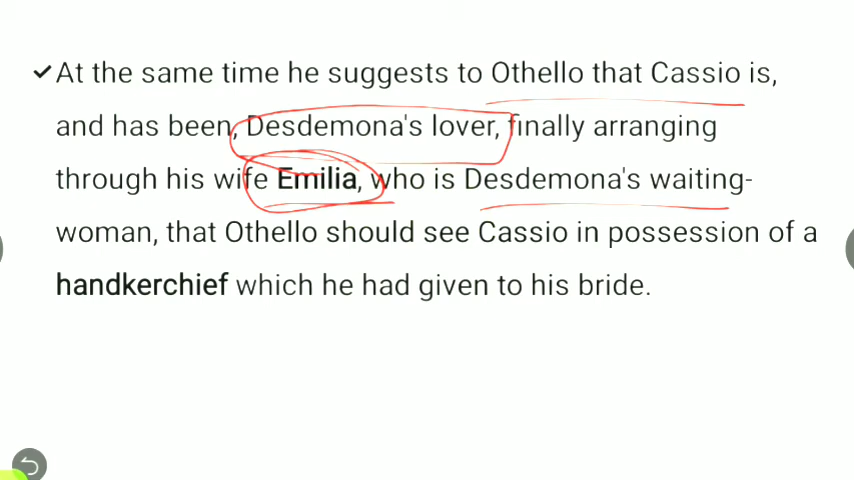 ✓At the same time he suggests to Othello that Cassio is,
and has been, Desdemona's lover, finally arranging
through his wife Emilia, who is Desdemona's waiting-
woman, that Othello should see Cassio in possession of a
handkerchief which he had given to his bride.